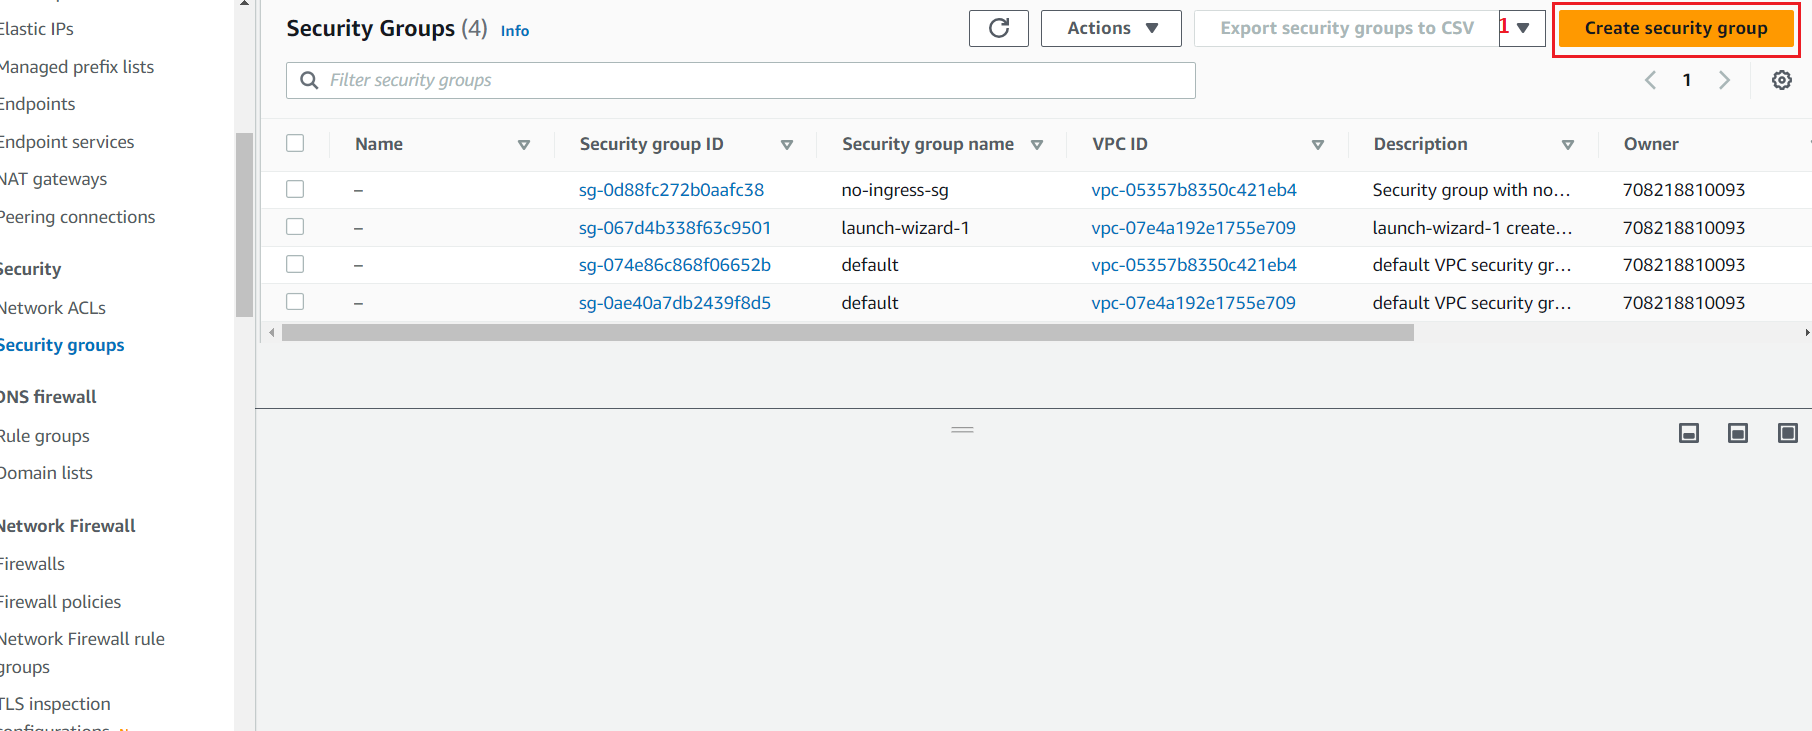 Elastic IPs
Managed prefix lists
Endpoints
Endpoint services
NAT gateways
Peering connections
Security
Network ACLs
Security groups
DNS firewall
Rule groups
Domain lists
Network Firewall
Firewalls
Firewall policies
Network Firewall rule
groups
TLS inspection
configurations
Security Groups (4) Info
Actions
Export security groups to CSV
1
Create security group
Filter security groups
1
Name Security group ID Security group name VPC ID Description Owner
– sg-0d88fc272b0aafc38 no-ingress-sg vpc-05357b8350c421eb4 Security group with no... 708218810093
– sg-067d4b338f63c9501 launch-wizard-1 vpc-07e4a192e1755e709 launch-wizard-1 create... 708218810093
– sg-074e86c868f06652b default vpc-05357b8350c421eb4 default VPC security gr... 708218810093
– sg-0ae40a7db2439f8d5 default vpc-07e4a192e1755e709 default VPC security gr... 708218810093